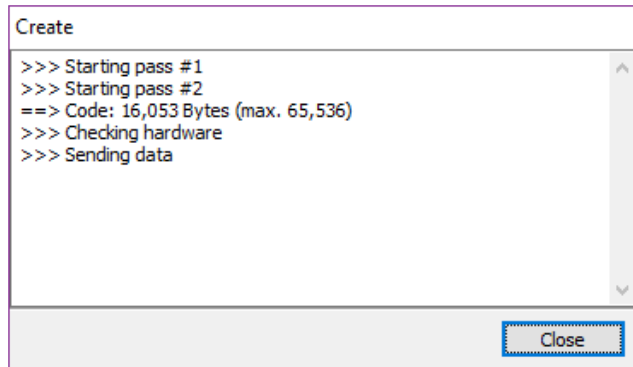 Create
>>> Starting pass #1
>>> Starting pass #2
==> Code: 16,053 Bytes (max. 65,536)
>>> Checking hardware
>>> Sending data
Close